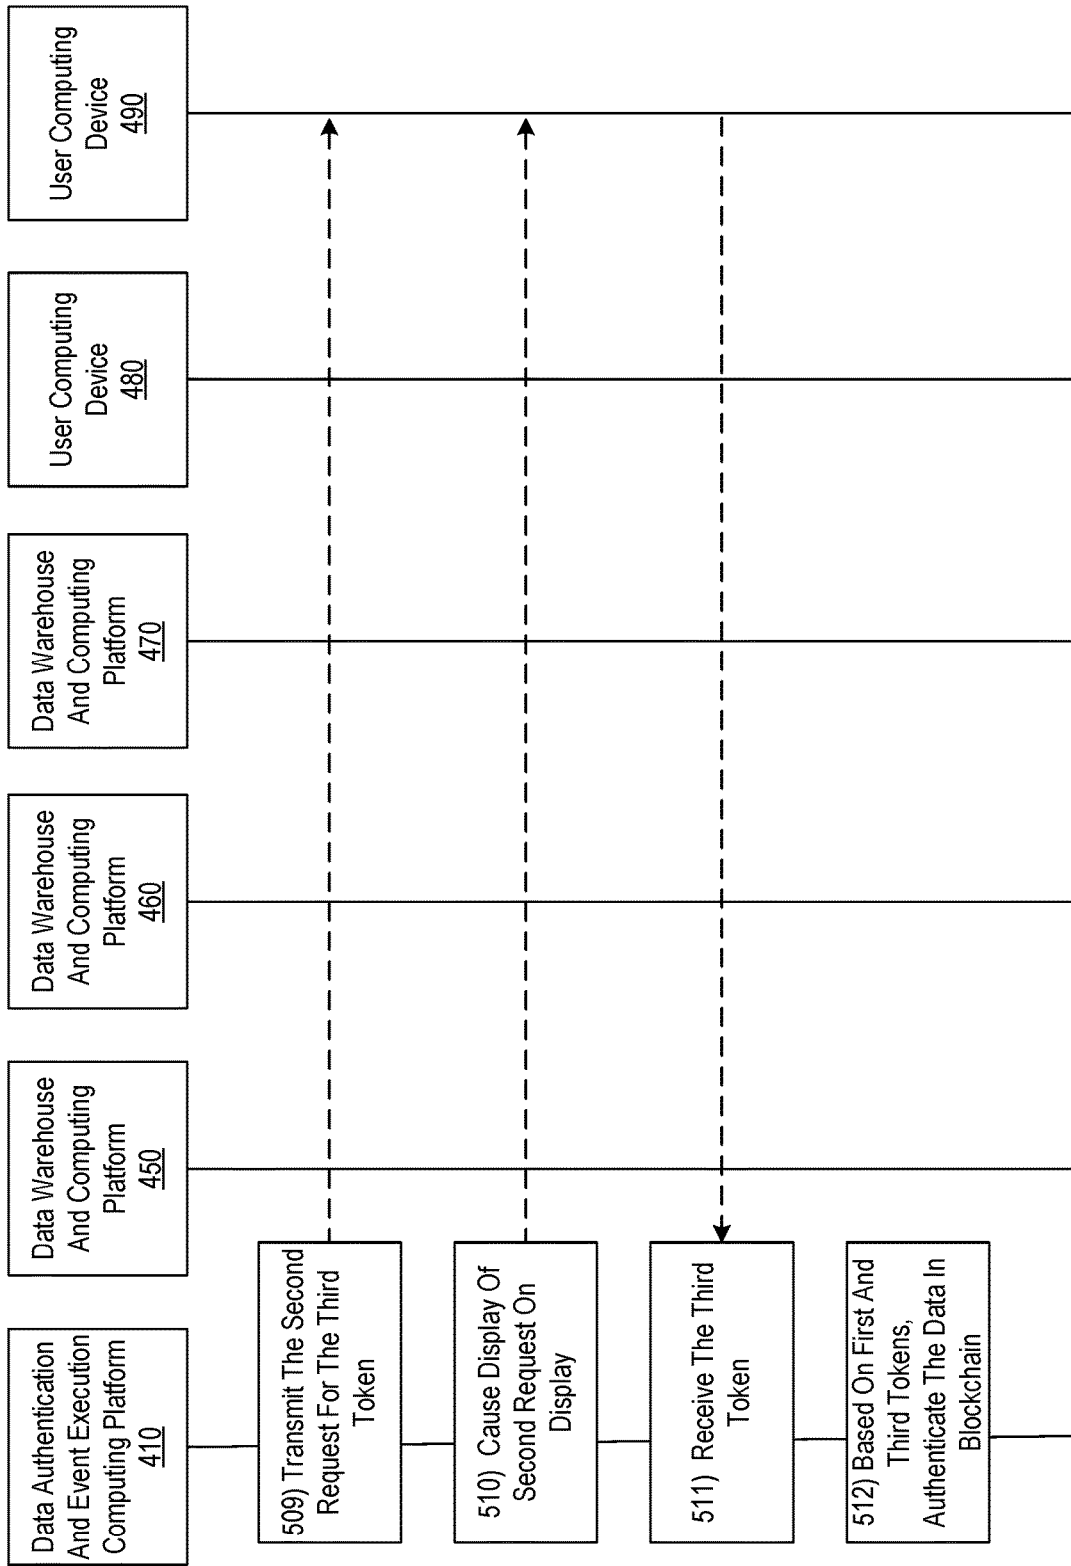 Data Authentication
And Event Execution
Computing Platform
410
Data Warehouse
And Computing
Platform
450
Data Warehouse
And Computing
Platform
460
Data Warehouse
And Computing
Platform
470
User Computing
Device
480
User Computing
Device
490
509) Transmit The Second
Request For The Third
Token
510) Cause Display Of
Second Request On
Display
511) Receive The Third
Token
512) Based On First And
Third Tokens,
Authenticate The Data In
Blockchain